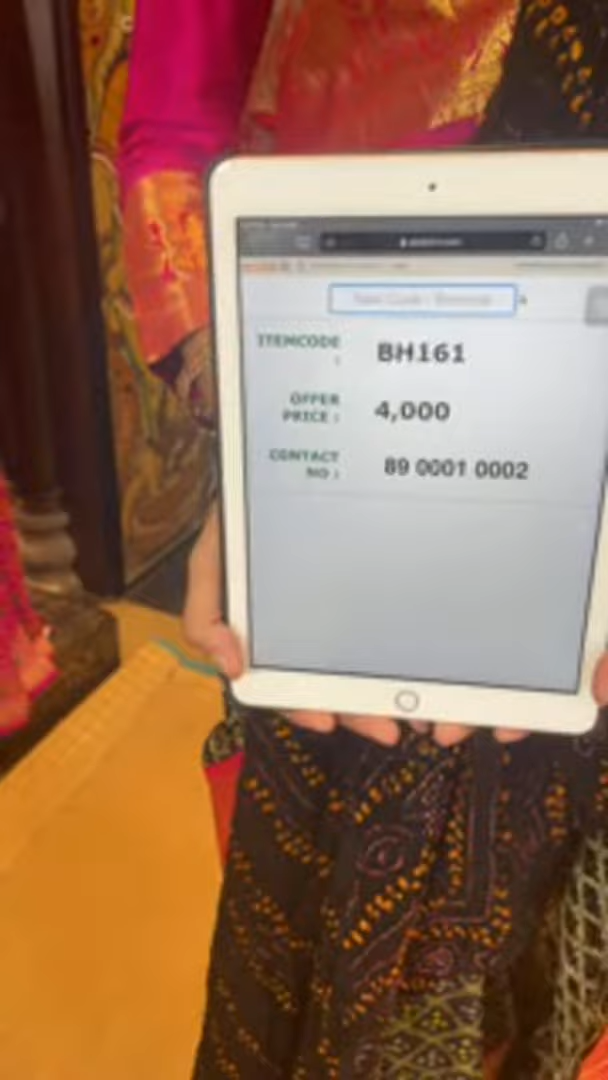 ITEMCODE :
BH161
OFFER PRICE :
4,000
CONTACT NO :
89 0001 0002